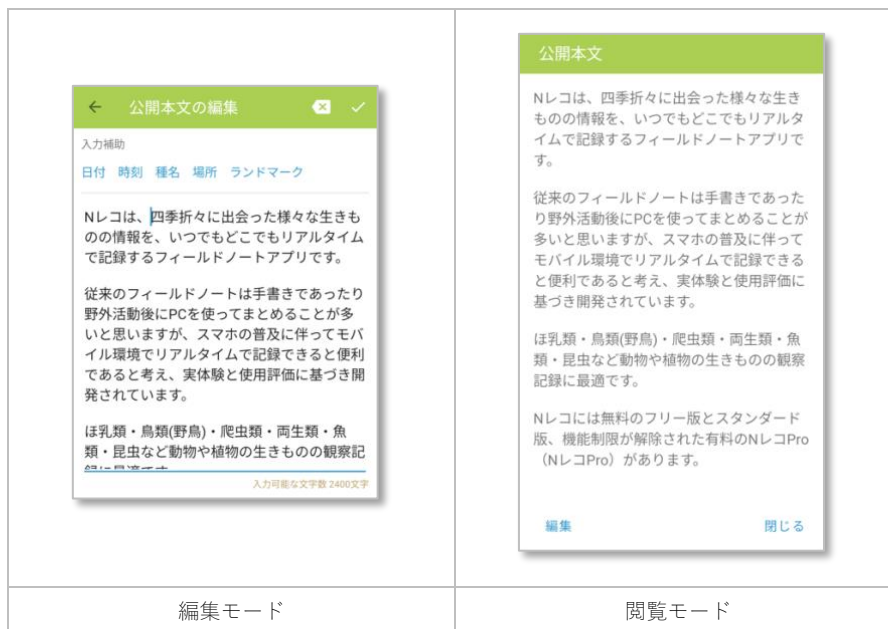 公開本文の編集
入力補助
日付 時刻 種名 場所 ランドマーク
Nレコは、四季折々に出会った様々な生きも
のの情報を、いつでもどこでもリアルタイム
で記録するフィールドノートアプリです。
従来のフィールドノートは手書きであったり
野外活動後にPCを使ってまとめることが多
いと思いますが、スマホの普及に伴ってモバ
イル環境でリアルタイムで記録できると便利
であると考え、実体験と使用評価に基づき開
発されています。
ほ乳類・鳥類(野鳥)・爬虫類・両生類・魚
類・昆虫など動物や植物の生きものの観察記
録に最適です
入力可能な文字数 2400文字
編集モード
公開本文
Nレコは、四季折々に出会った様々な生き
ものの情報を、いつでもどこでもリアルタ
イムで記録するフィールドノートアプリで
す。
従来のフィールドノートは手書きであった
り野外活動後にPCを使ってまとめることが
多いと思いますが、スマホの普及に伴って
モバイル環境でリアルタイムで記録できる
と便利であると考え、実体験と使用評価に
基づき開発されています。
ほ乳類・鳥類(野鳥)・爬虫類・両生類・魚
類・昆虫など動物や植物の生きものの観察
記録に最適です。
Nレコには無料のフリー版とスタンダード
版、機能制限が解除された有料のNレコPro
（NレコPro）があります。
編集 閉じる
閲覧モード